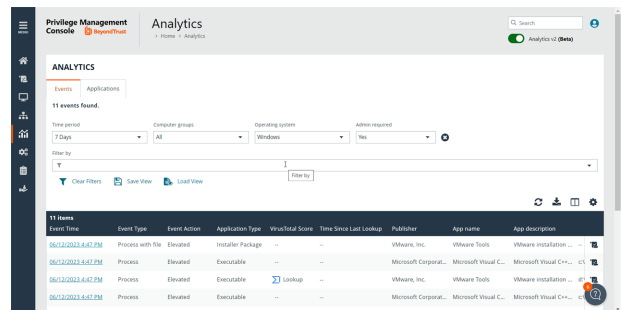 Privilege Management
Console BeyondTrust
MENU
Analytics
Home > Analytics
Search
Analytics v2 (Beta)
ANALYTICS
Events Applications
11 events found.
Time period Computer groups Operating system Admin required
7 Days All Windows Yes
Filter by
Filter by
Clear Filters Save View Load View
11 items
Event Time Event Type Event Action Application Type VirusTotal Score Time Since Last Lookup Publisher App name App description
06/12/2023 4:47 PM Process with file Elevated Installer Package -- -- VMware, Inc. VMware Tools VMware installation ... --
06/12/2023 4:47 PM Process Elevated Executable -- -- Microsoft Corporat... Microsoft Visual C... Microsoft Visual C++...
06/12/2023 4:47 PM Process Elevated Executable Lookup -- VMware, Inc. VMware Tools VMware installation ...
06/12/2023 4:47 PM Process Elevated Executable -- -- Microsoft Corporat... Microsoft Visual C... Microsoft Visual C++...